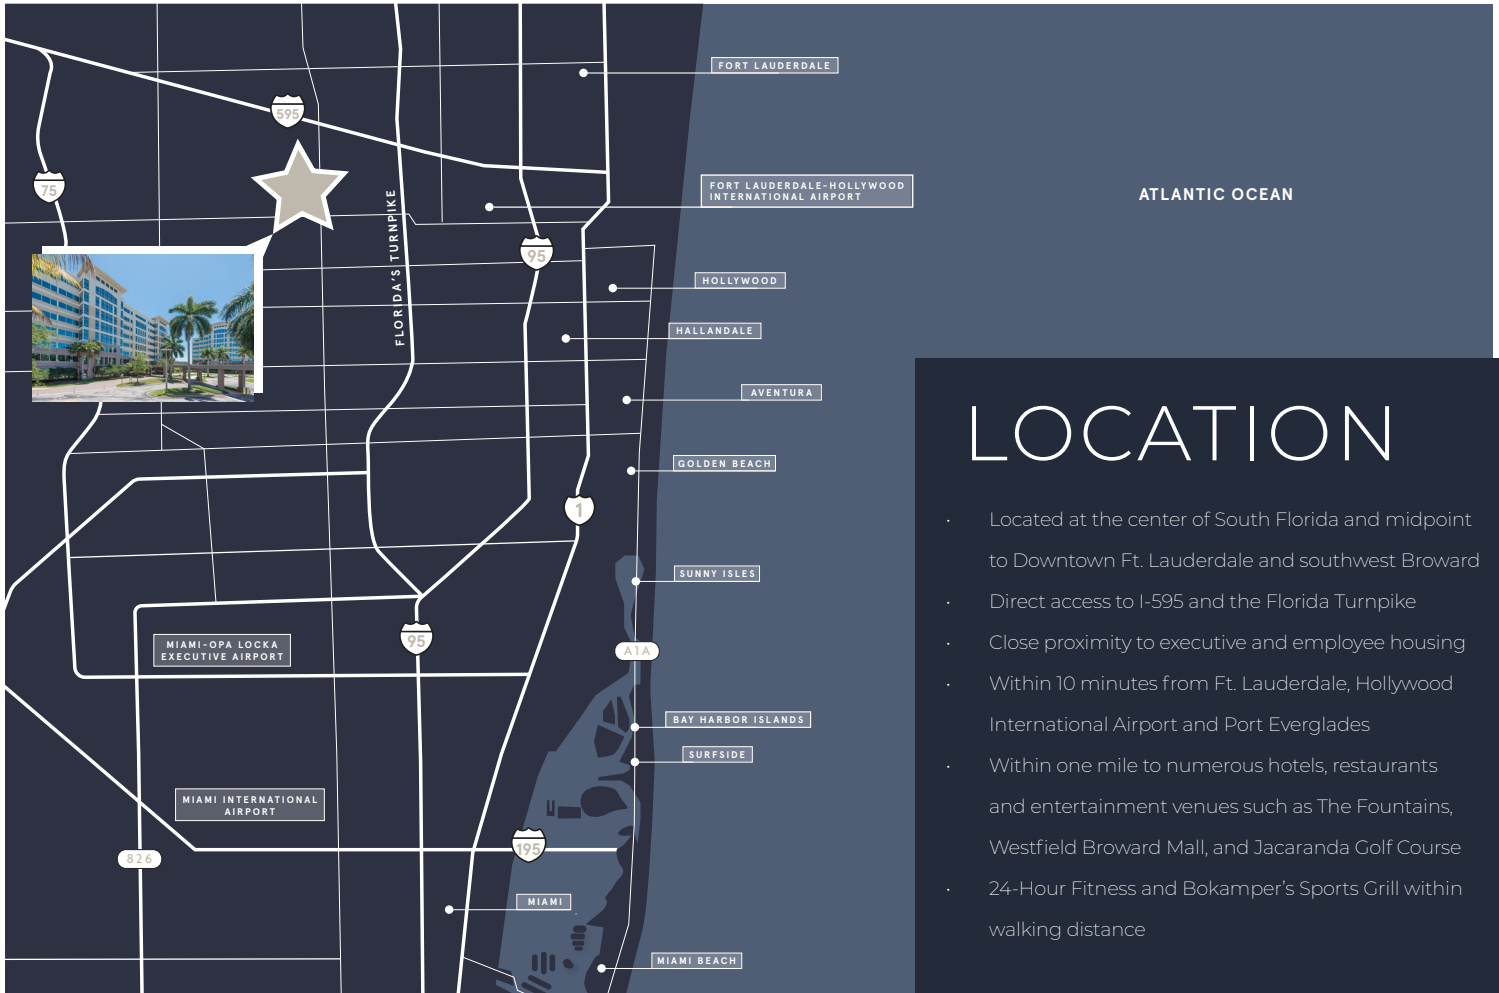 FORT LAUDERDALE
595
75
FORT LAUDERDALE-HOLLYWOOD
INTERNATIONAL AIRPORT
ATLANTIC OCEAN
FLORIDA'S TURNPIKE
95
HOLLYWOOD
HALLANDALE
AVENTURA
GOLDEN BEACH
1
SUNNY ISLES
MIAMI-OPA LOCKA
EXECUTIVE AIRPORT
95
A1A
BAY HARBOR ISLANDS
SURFSIDE
MIAMI INTERNATIONAL
AIRPORT
195
826
MIAMI
MIAMI BEACH
LOCATION
· Located at the center of South Florida and midpoint
to Downtown Ft. Lauderdale and southwest Broward
· Direct access to I-595 and the Florida Turnpike
· Close proximity to executive and employee housing
· Within 10 minutes from Ft. Lauderdale, Hollywood
International Airport and Port Everglades
· Within one mile to numerous hotels, restaurants
and entertainment venues such as The Fountains,
Westfield Broward Mall, and Jacaranda Golf Course
· 24-Hour Fitness and Bokamper's Sports Grill within
walking distance